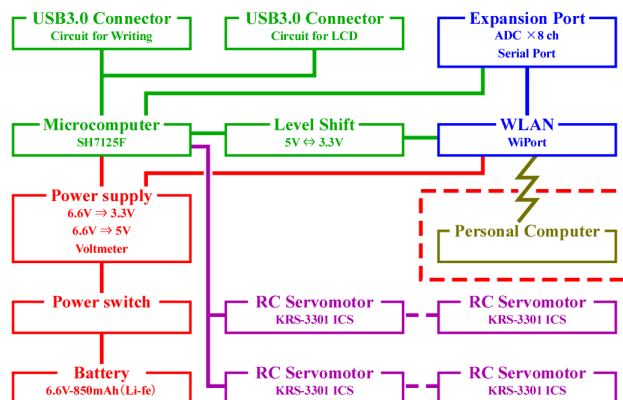 USB3.0 Connector
Circuit for Writing
USB3.0 Connector
Circuit for LCD
Expansion Port
ADC ×8 ch
Serial Port
Microcomputer
SH7125F
Level Shift
5V ⇔ 3.3V
WLAN
WiPort
Power supply
6.6V ⇒ 3.3V
6.6V ⇒ 5V
Voltmeter
Personal Computer
Power switch
RC Servomotor
KRS-3301 ICS
RC Servomotor
KRS-3301 ICS
Battery
6.6V-850mAh(Li-fe)
RC Servomotor
KRS-3301 ICS
RC Servomotor
KRS-3301 ICS